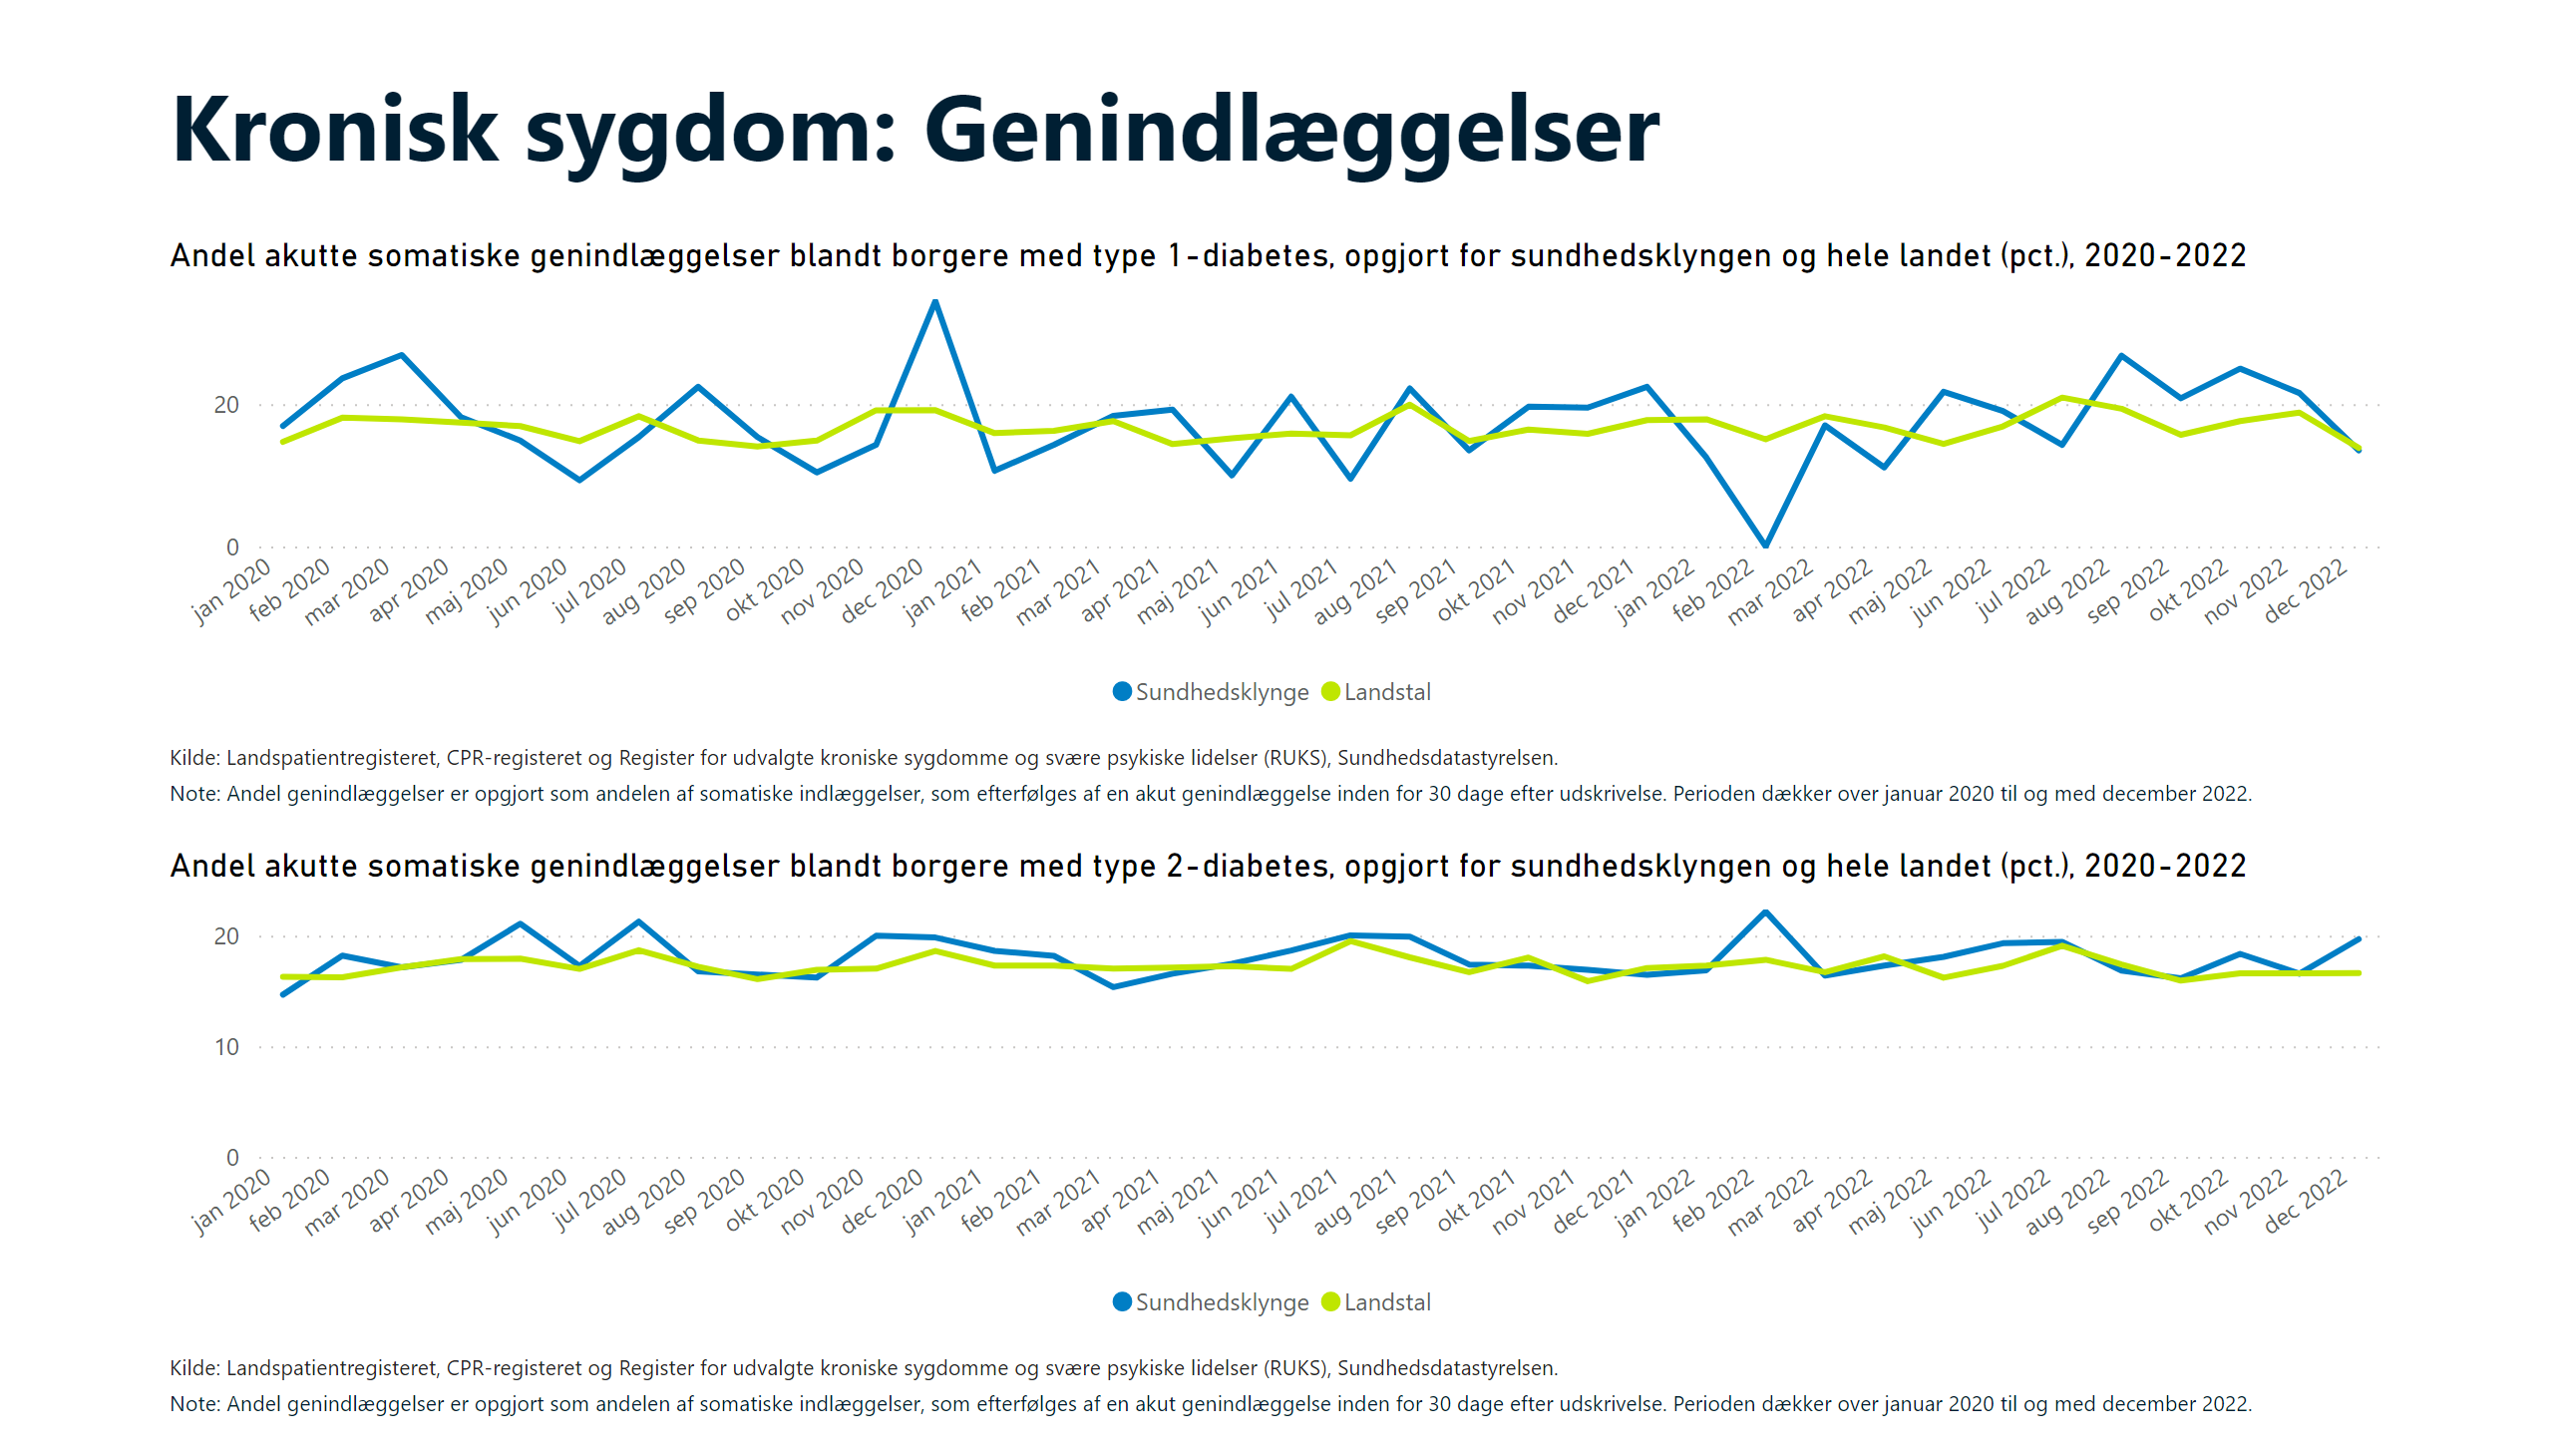 Kronisk sygdom: Genindlæggelser
Andel akutte somatiske genindlæggelser blandt borgere med type 1-diabetes, opgjort for sundhedsklyngen og hele landet (pct.), 2020-2022
20
0
jan 2020 feb 2020 mar 2020 apr 2020 maj 2020 jun 2020 jul 2020 aug 2020 sep 2020 okt 2020 nov 2020 dec 2020 jan 2021 feb 2021 mar 2021 apr 2021 maj 2021 jun 2021 jul 2021 aug 2021 sep 2021 okt 2021 nov 2021 dec 2021 jan 2022 feb 2022 mar 2022 apr 2022 maj 2022 jun 2022 jul 2022 aug 2022 sep 2022 okt 2022 nov 2022 dec 2022
Sundhedsklynge Landstal
Kilde: Landspatientregisteret, CPR-registeret og Register for udvalgte kroniske sygdomme og svære psykiske lidelser (RUKS), Sundhedsdatastyrelsen.
Note: Andel genindlæggelser er opgjort som andelen af somatiske indlæggelser, som efterfølges af en akut genindlæggelse inden for 30 dage efter udskrivelse. Perioden dækker over januar 2020 til og med december 2022.
Andel akutte somatiske genindlæggelser blandt borgere med type 2-diabetes, opgjort for sundhedsklyngen og hele landet (pct.), 2020-2022
20
10
0
jan 2020 feb 2020 mar 2020 apr 2020 maj 2020 jun 2020 jul 2020 aug 2020 sep 2020 okt 2020 nov 2020 dec 2020 jan 2021 feb 2021 mar 2021 apr 2021 maj 2021 jun 2021 jul 2021 aug 2021 sep 2021 okt 2021 nov 2021 dec 2021 jan 2022 feb 2022 mar 2022 apr 2022 maj 2022 jun 2022 jul 2022 aug 2022 sep 2022 okt 2022 nov 2022 dec 2022
Sundhedsklynge Landstal
Kilde: Landspatientregisteret, CPR-registeret og Register for udvalgte kroniske sygdomme og svære psykiske lidelser (RUKS), Sundhedsdatastyrelsen.
Note: Andel genindlæggelser er opgjort som andelen af somatiske indlæggelser, som efterfølges af en akut genindlæggelse inden for 30 dage efter udskrivelse. Perioden dækker over januar 2020 til og med december 2022.